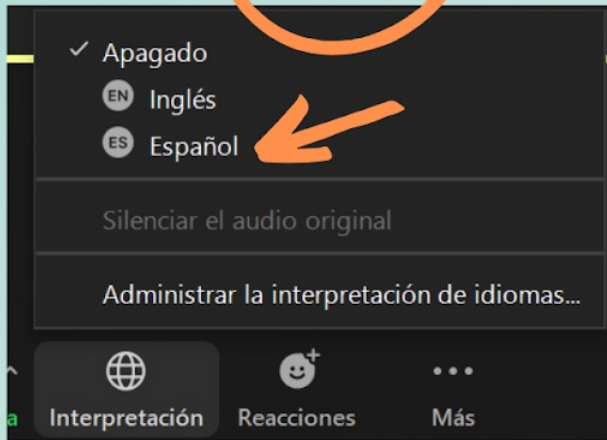 Apagado
EN Inglés
ES Español
Silenciar el audio original
Administrar la interpretación de idiomas...
a Interpretación Reacciones Más